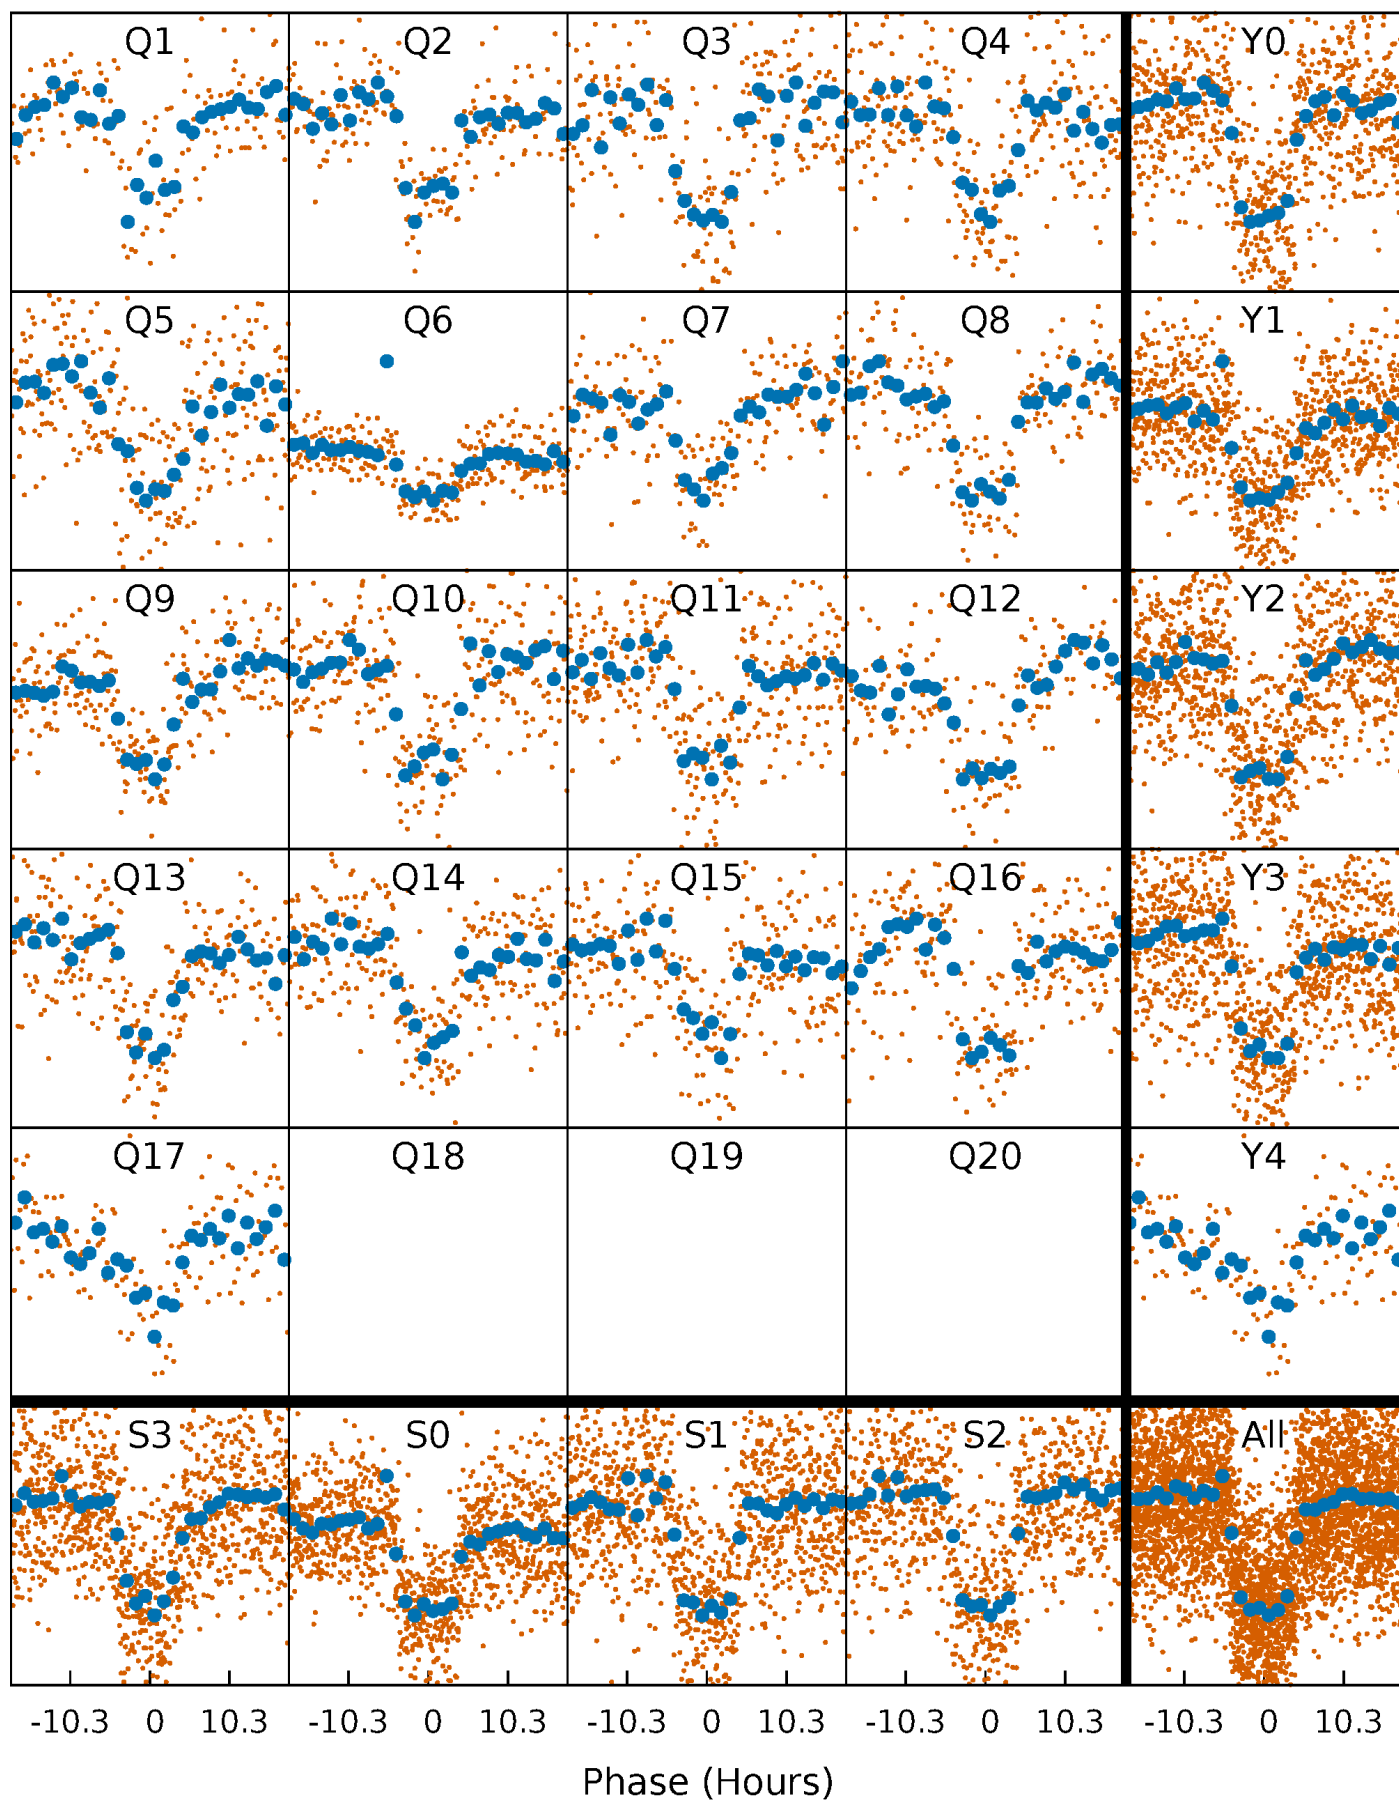 Q1 Q2 Q3 Q4 Y0
Q5 Q6 Q7 Q8 Y1
Q9 Q10 Q11 Q12 Y2
Q13 Q14 Q15 Q16 Y3
Q17 Q18 Q19 Q20 Y4
S3 S0 S1 S2 All
-10.3 0 10.3 -10.3 0 10.3 -10.3 0 10.3 -10.3 0 10.3 -10.3 0 10.3
Phase (Hours)